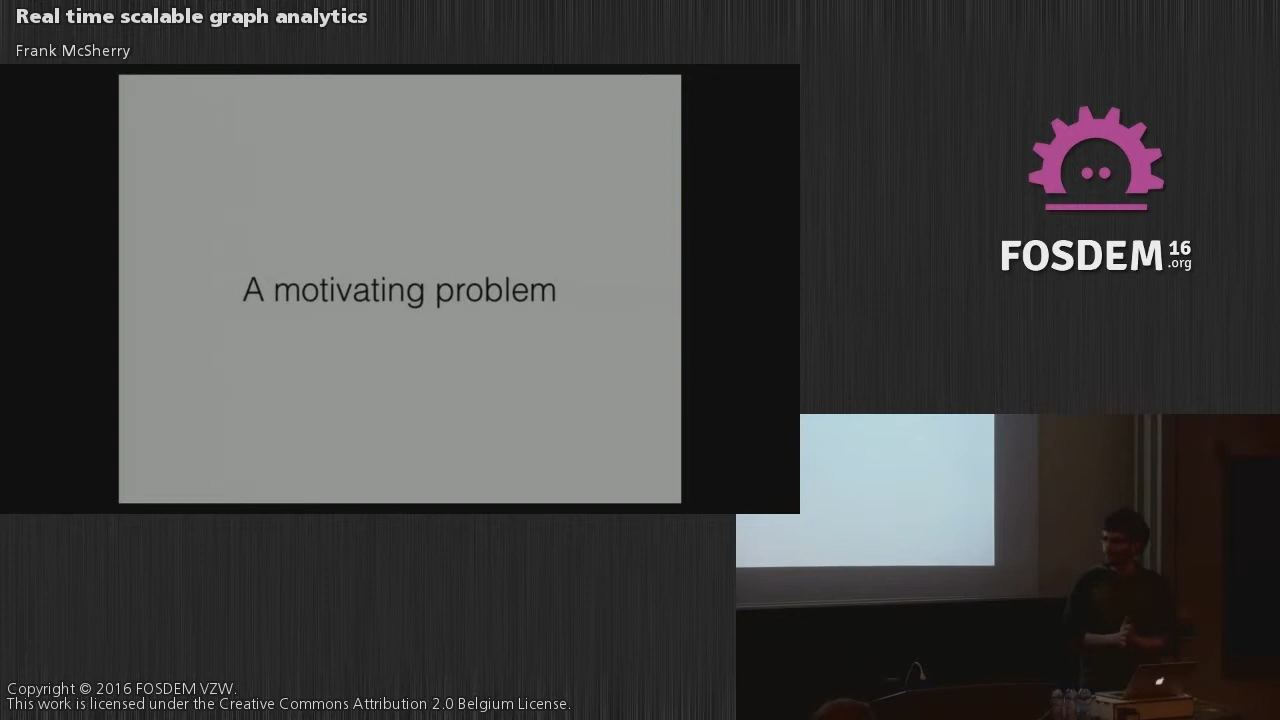 Real time scalable graph analytics
Frank McSherry
A motivating problem
FOSDEM 16
.org
Copyright © 2016 FOSDEM VZW.
This work is licensed under the Creative Commons Attribution 2.0 Belgium License.